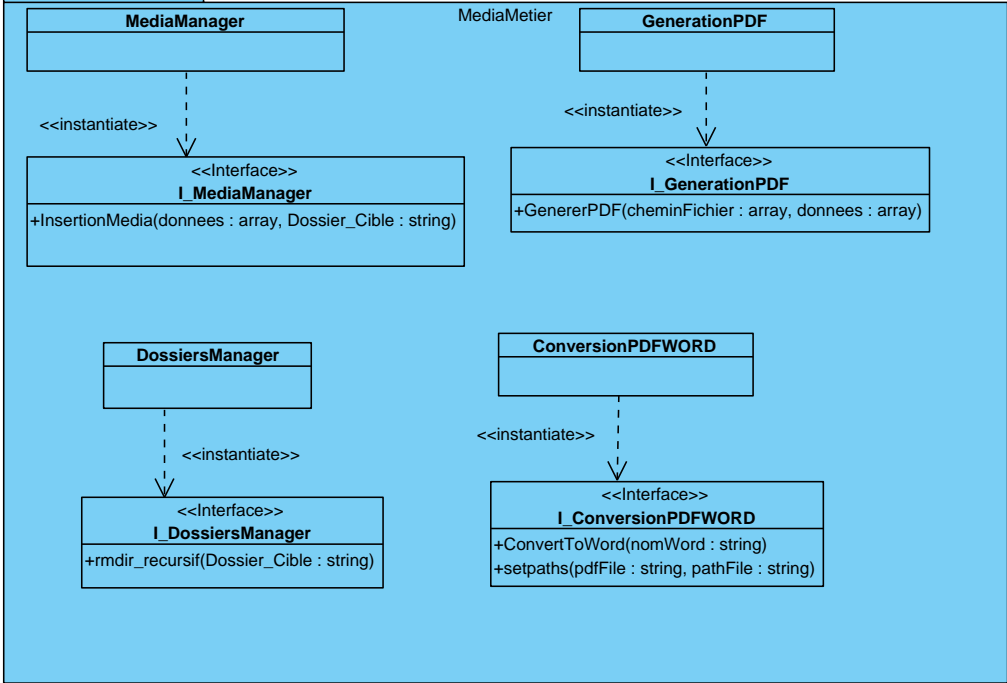 MediaMetier
MediaManager
<<instantiate>>
<<Interface>>
I_MediaManager
+InsertionMedia(donnees : array, Dossier_Cible : string)
GenerationPDF
<<instantiate>>
<<Interface>>
I_GenerationPDF
+GenererPDF(cheminFichier : array, donnees : array)
DossiersManager
<<instantiate>>
<<Interface>>
I_DossiersManager
+rmdir_recursif(Dossier_Cible : string)
ConversionPDFWORD
<<instantiate>>
<<Interface>>
I_ConversionPDFWORD
+ConvertToWord(nomWord : string)
+setpaths(pdfFile : string, pathFile : string)